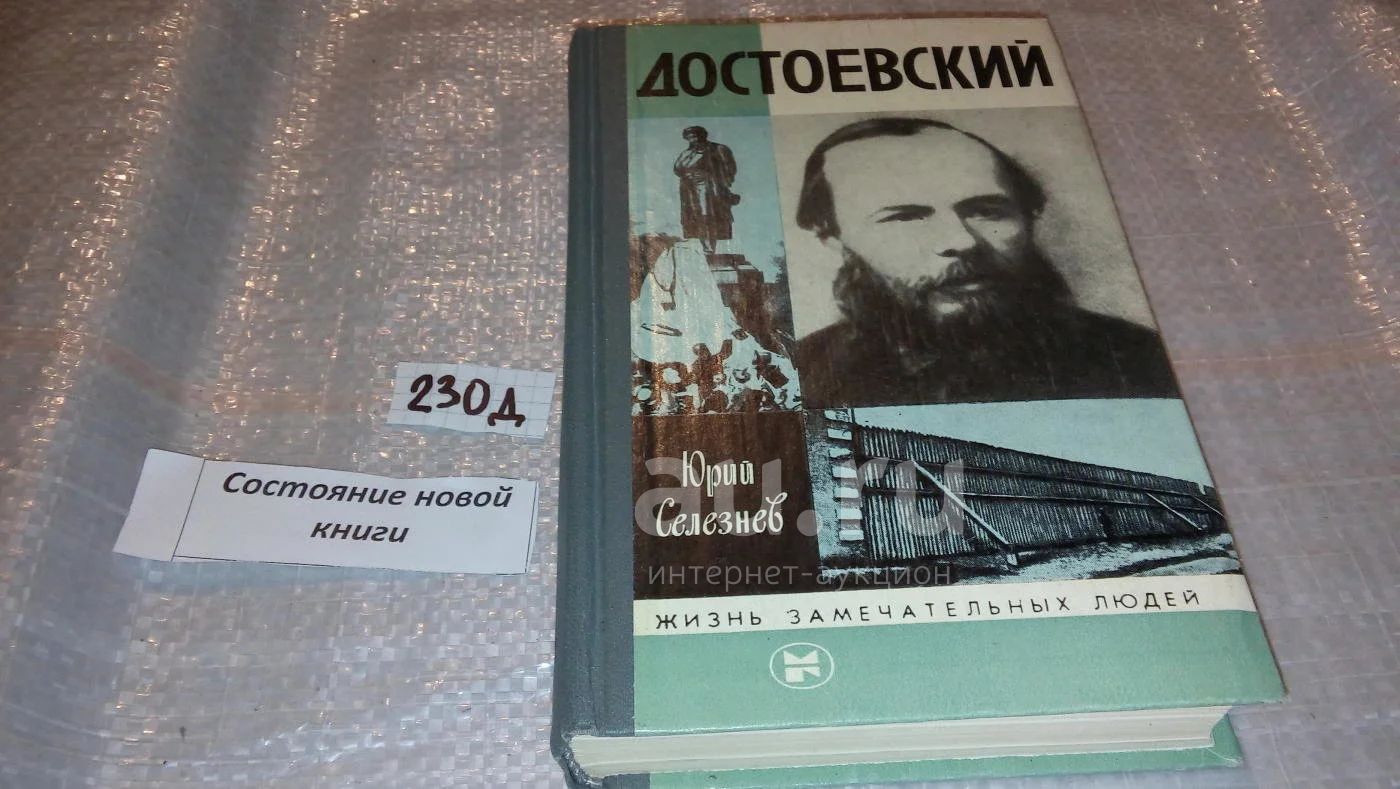 ДОСТОЕВСКИЙ
230д
Состояние новой
книги
Юрий
Селезнев
au.ru
интернет-аукцион
ЖИЗНЬ ЗАМЕЧАТЕЛЬНЫХ ЛЮДЕЙ